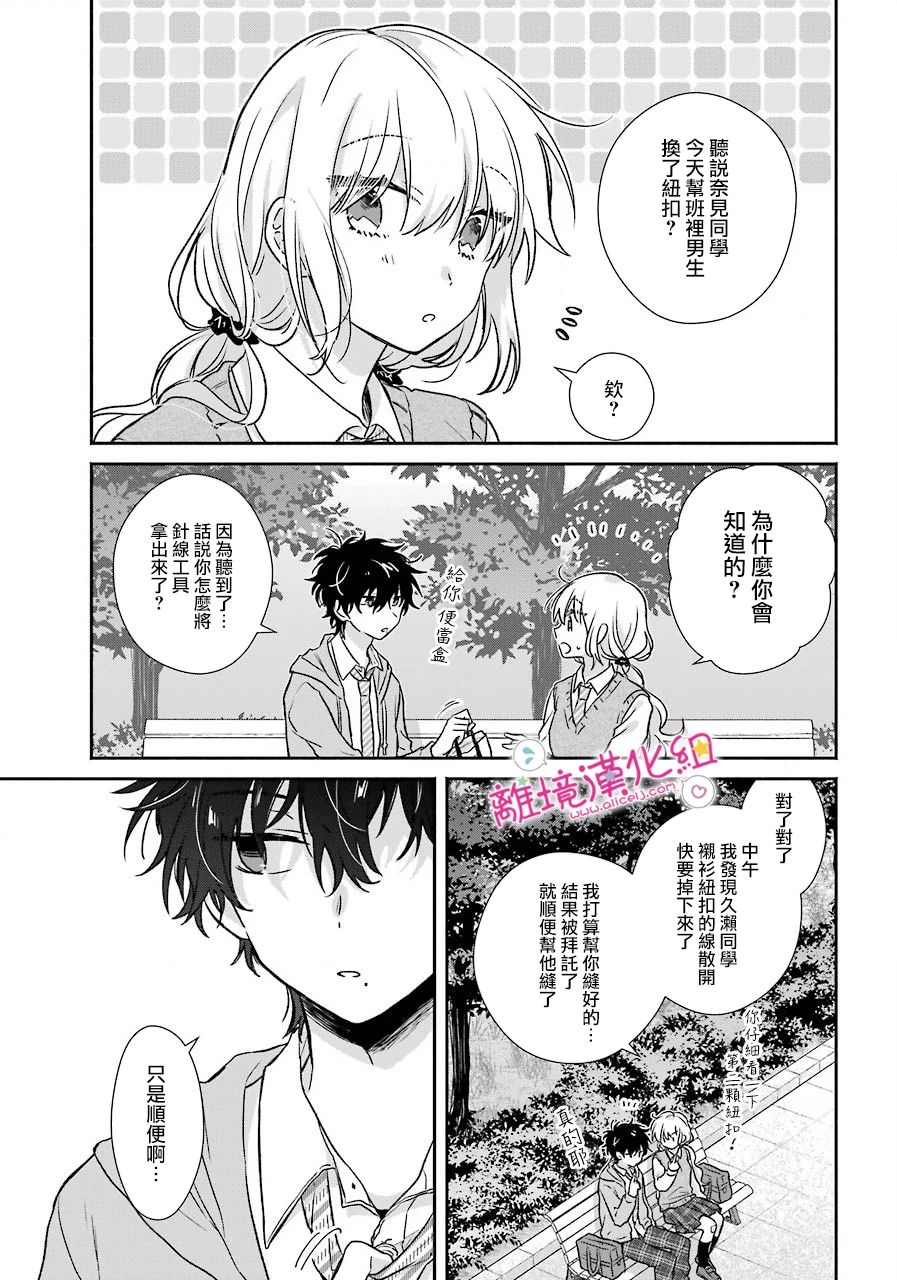 聽説奈見同學
今天幫班裡男生
換了紐扣？
欸？
為什麼你會
知道的？
給你 便當盒
因為聽到了…
話說你怎麼將
針線工具
拿出來了？
離境漢化組
www.alicelj.com
對了對了
中午
我發現久瀨同學
襯衫紐扣的線散開
快要掉下來了
我打算幫你縫好的…
結果被拜託了
就順便幫他縫了
你仔細看一下
第二顆紐扣！
真的耶
只是順便啊…